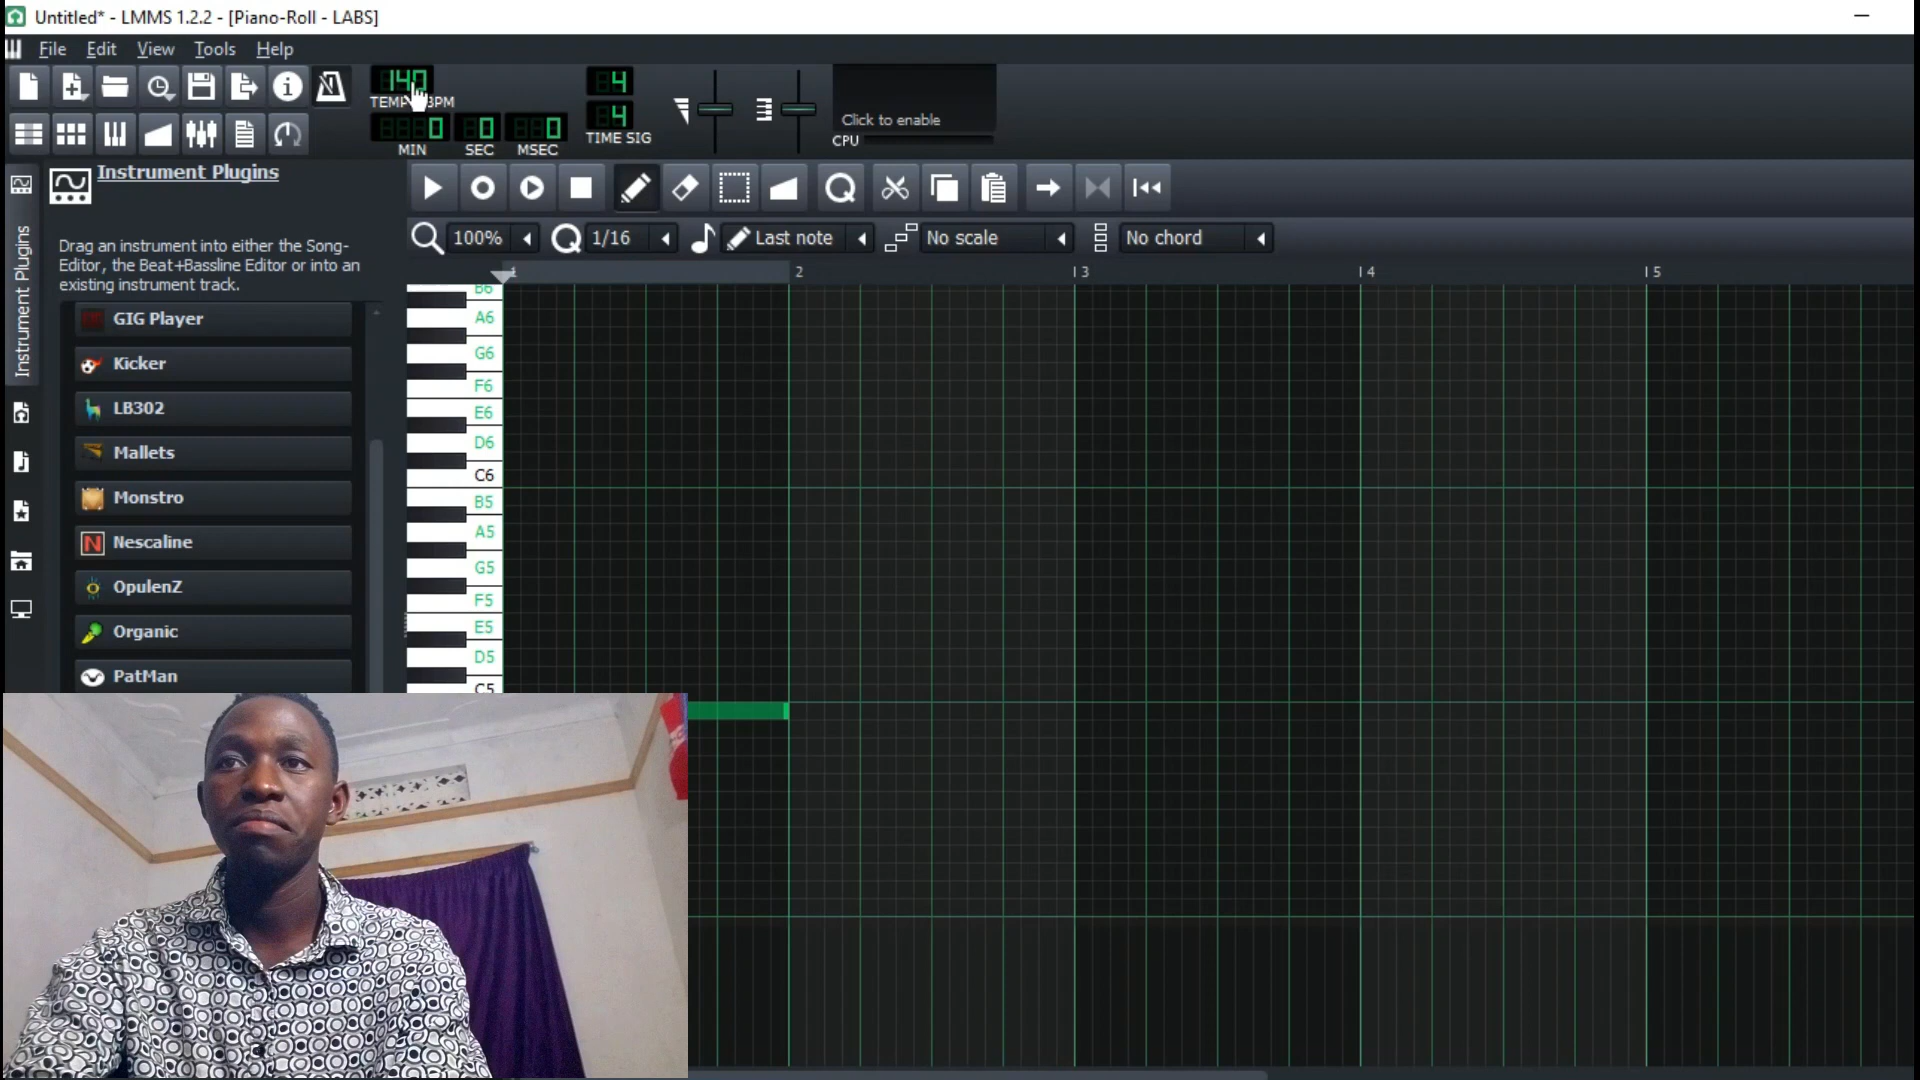 Untitled* - LMMS 1.2.2 - [Piano-Roll - LABS]
File Edit View Tools Help
140
4
TEMPO/BPM
Click to enable
0 0 0
4
MIN SEC MSEC
TIME SIG
CPU
Instrument Plugins
Instrument Plugins
100%
1/16
Last note
No scale
No chord
Drag an instrument into either the Song-
Editor, the Beat+Bassline Editor or into an
existing instrument track.
1 2 3 4 5
GIG Player
Kicker
LB302
Mallets
Monstro
Nescaline
OpulenZ
Organic
PatMan
B6
A6
G6
F6
E6
D6
C6
B5
A5
G5
F5
E5
D5
C5